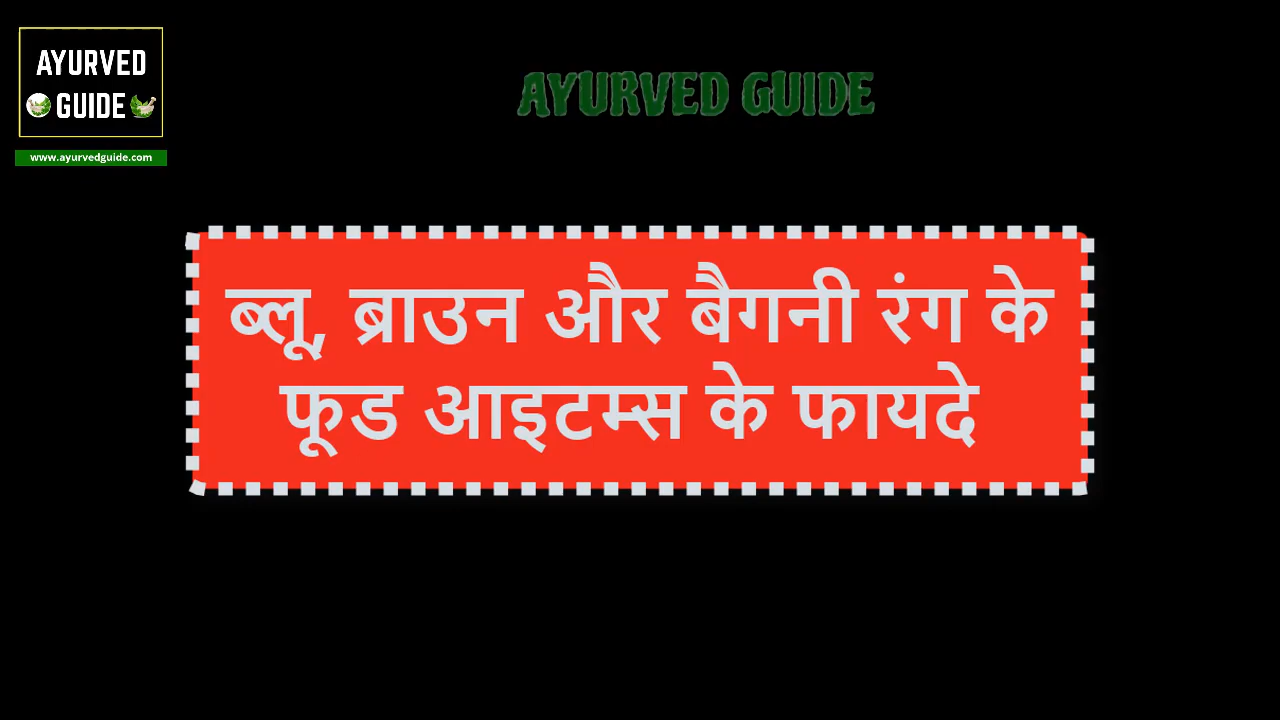 AYURVED
GUIDE
www.ayurvedguide.com
AYURVED GUIDE
ब्लू, ब्राउन और बैगनी रंग के
फूड आइटम्स के फायदे